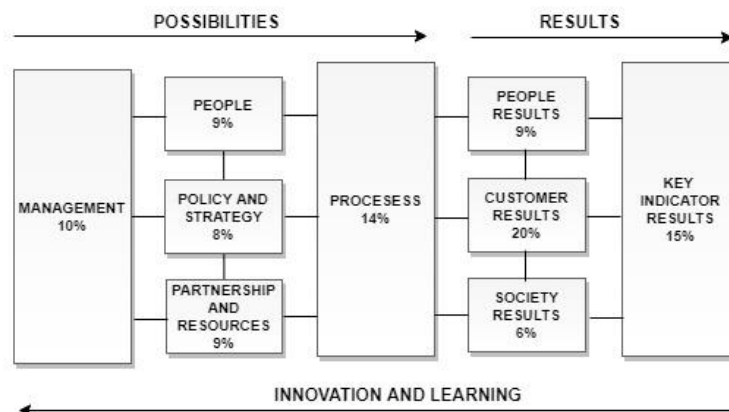 POSSIBILITIES
RESULTS
MANAGEMENT
10%
PEOPLE
9%
POLICY AND
STRATEGY
8%
PARTNERSHIP
AND
RESOURCES
9%
PROCESESS
14%
PEOPLE
RESULTS
9%
CUSTOMER
RESULTS
20%
SOCIETY
RESULTS
6%
KEY
INDICATOR
RESULTS
15%
INNOVATION AND LEARNING